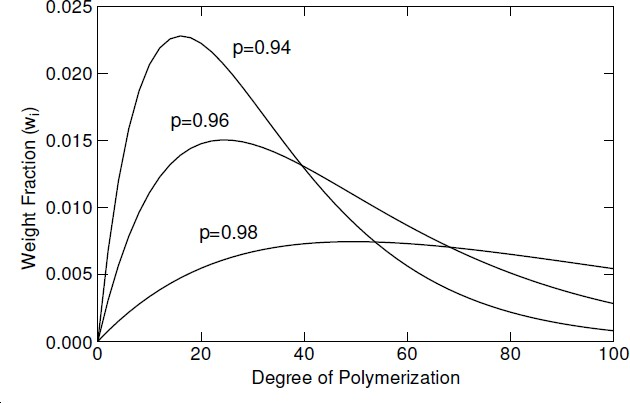 0.025
0.020
0.015
0.010
0.005
0.000
Weight Fraction (wi)
p=0.94
p=0.96
p=0.98
0 20 40 60 80 100
Degree of Polymerization